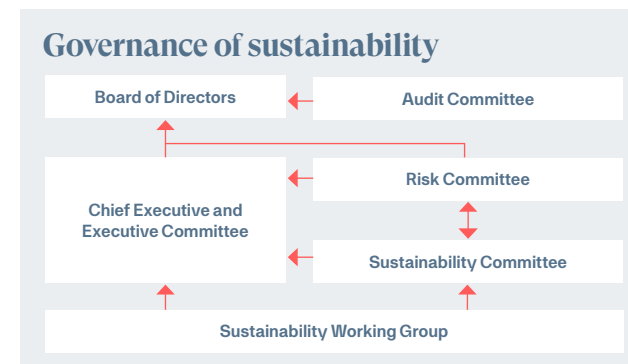 Governance of sustainability
Board of Directors
Audit Committee
Risk Committee
Chief Executive and
Executive Committee
Sustainability Committee
Sustainability Working Group